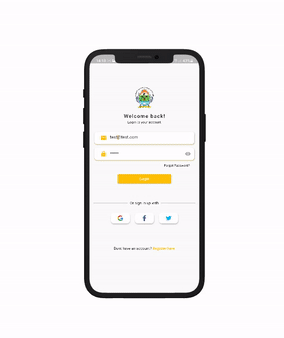 Welcome back!
Login to your account
test@test.com
Forgot Password?
Login
Or sign in up with
Don't have an account? Register here